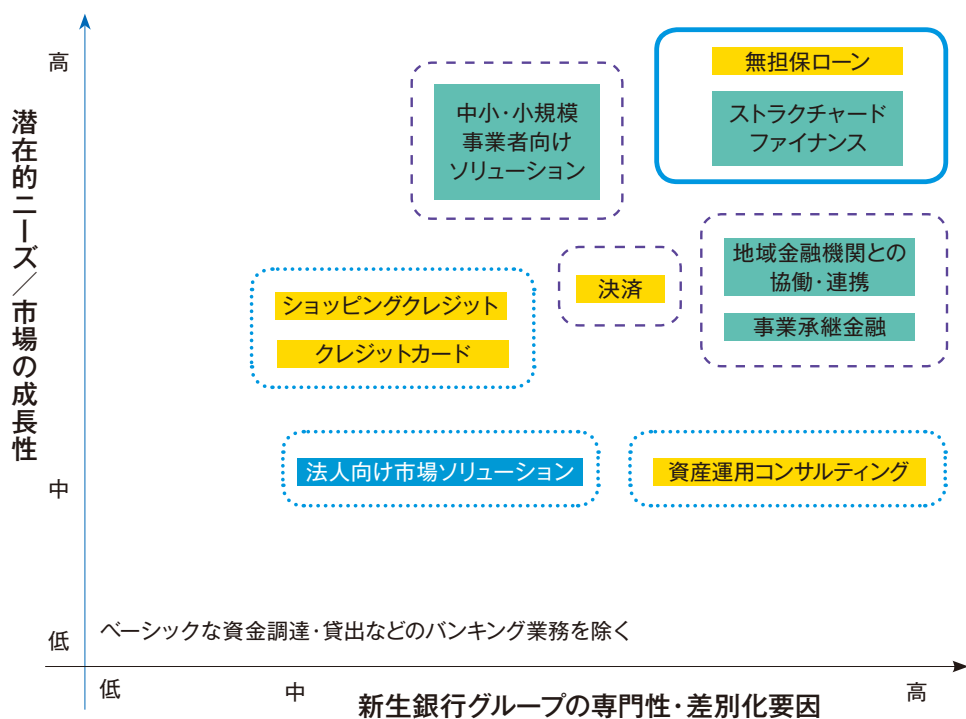 高
潜在的ニーズ／市場の成長性
中
低
無担保ローン
ストラクチャード
ファイナンス
中小・小規模
事業者向け
ソリューション
地域金融機関との
協働・連携
事業承継金融
決済
ショッピングクレジット
クレジットカード
法人向け市場ソリューション
資産運用コンサルティング
ベーシックな資金調達・貸出などのバンキング業務を除く
低
中
高
新生銀行グループの専門性・差別化要因